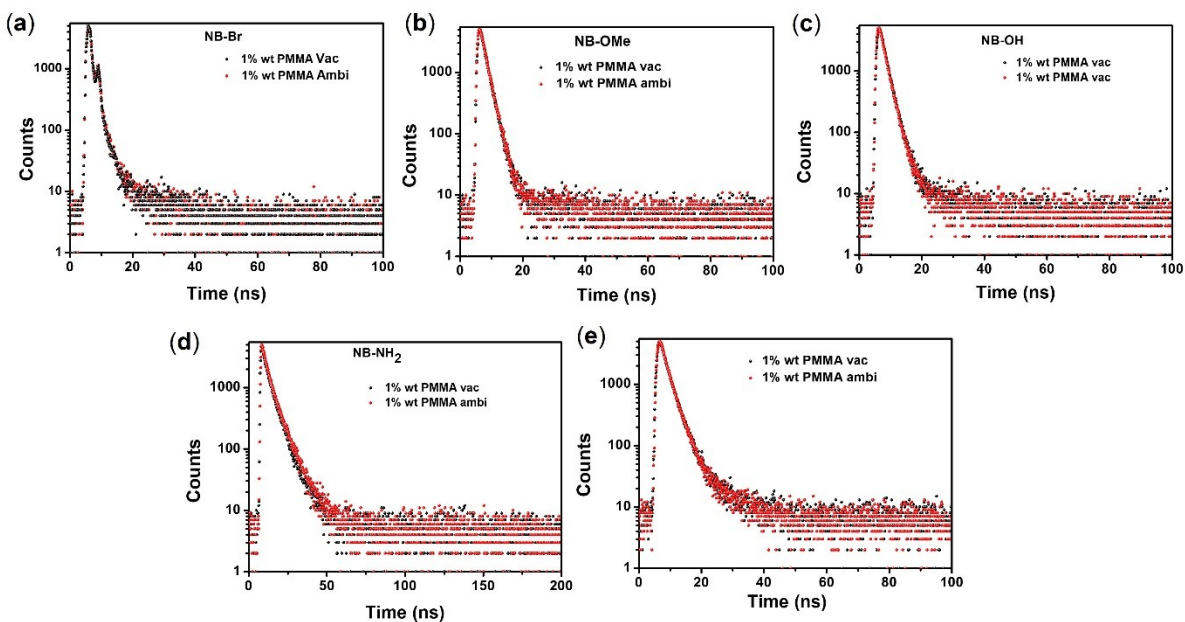 (a)
NB-Br
1% wt PMMA Vac
1% wt PMMA Ambi
Counts
1000
100
10
1
0 20 40 60 80 100
Time (ns)
(b)
NB-OMe
1% wt PMMA vac
1% wt PMMA ambi
Counts
1000
100
10
1
0 20 40 60 80 100
Time (ns)
(c)
NB-OH
1% wt PMMA vac
1% wt PMMA vac
Counts
1000
100
10
1
0 20 40 60 80 100
Time (ns)
(d)
NB-NH2
1% wt PMMA vac
1% wt PMMA ambi
Counts
1000
100
10
1
0 50 100 150 200
Time (ns)
(e)
1% wt PMMA vac
1% wt PMMA ambi
Counts
1000
100
10
1
0 20 40 60 80 100
Time (ns)